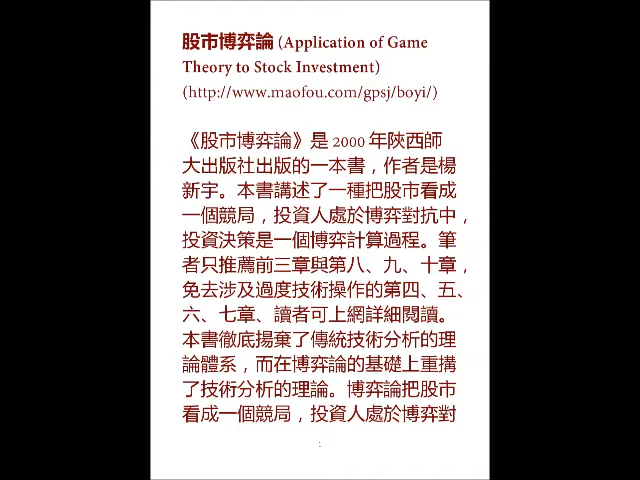 股市博弈論 (Application of Game
Theory to Stock Investment)
(http://www.maofou.com/gpsj/boyi/)
《股市博弈論》是 2000 年陝西師
大出版社出版的一本書，作者是楊
新宇。本書講述了一種把股市看成
一個競局，投資人處於博弈對抗中，
投資決策是一個博弈計算過程。筆
者只推薦前三章與第八、九、十章，
免去涉及過度技術操作的第四、五、
六、七章、讀者可上網詳細閱讀。
本書徹底揚棄了傳統技術分析的理
論體系，而在博弈論的基礎上重搆
了技術分析的理論。博弈論把股市
看成一個競局，投資人處於博弈對